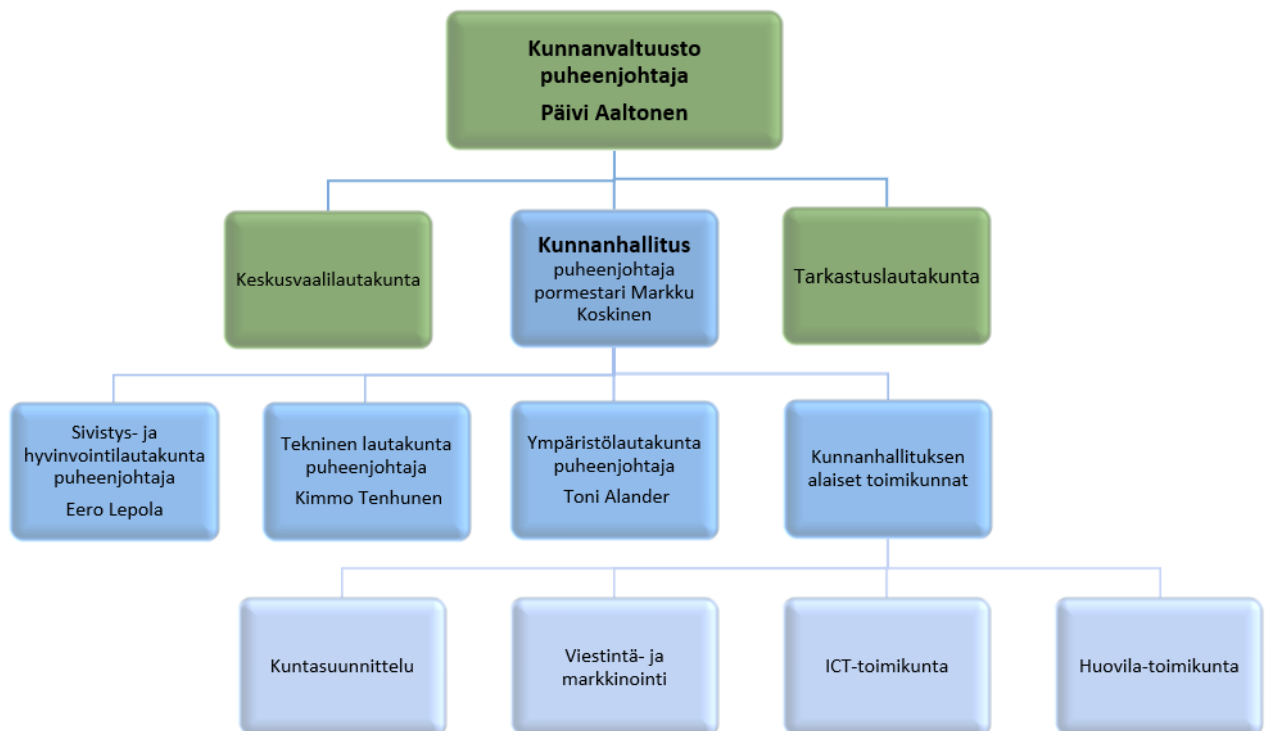 Kunnanvaltuusto
puheenjohtaja
Päivi Aaltonen
Keskusvaalilautakunta
Kunnanhallitus
puheenjohtaja
pormestari Markku
Koskinen
Tarkastuslautakunta
Sivistys- ja
hyvinvointilautakunta
puheenjohtaja
Eero Lepola
Tekninen lautakunta
puheenjohtaja
Kimmo Tenhunen
Ympäristölautakunta
puheenjohtaja
Toni Alander
Kunnanhallituksen
alaiset toimikunnat
Kuntasuunnittelu
Viestintä- ja
markkinointi
ICT-toimikunta
Huovila-toimikunta